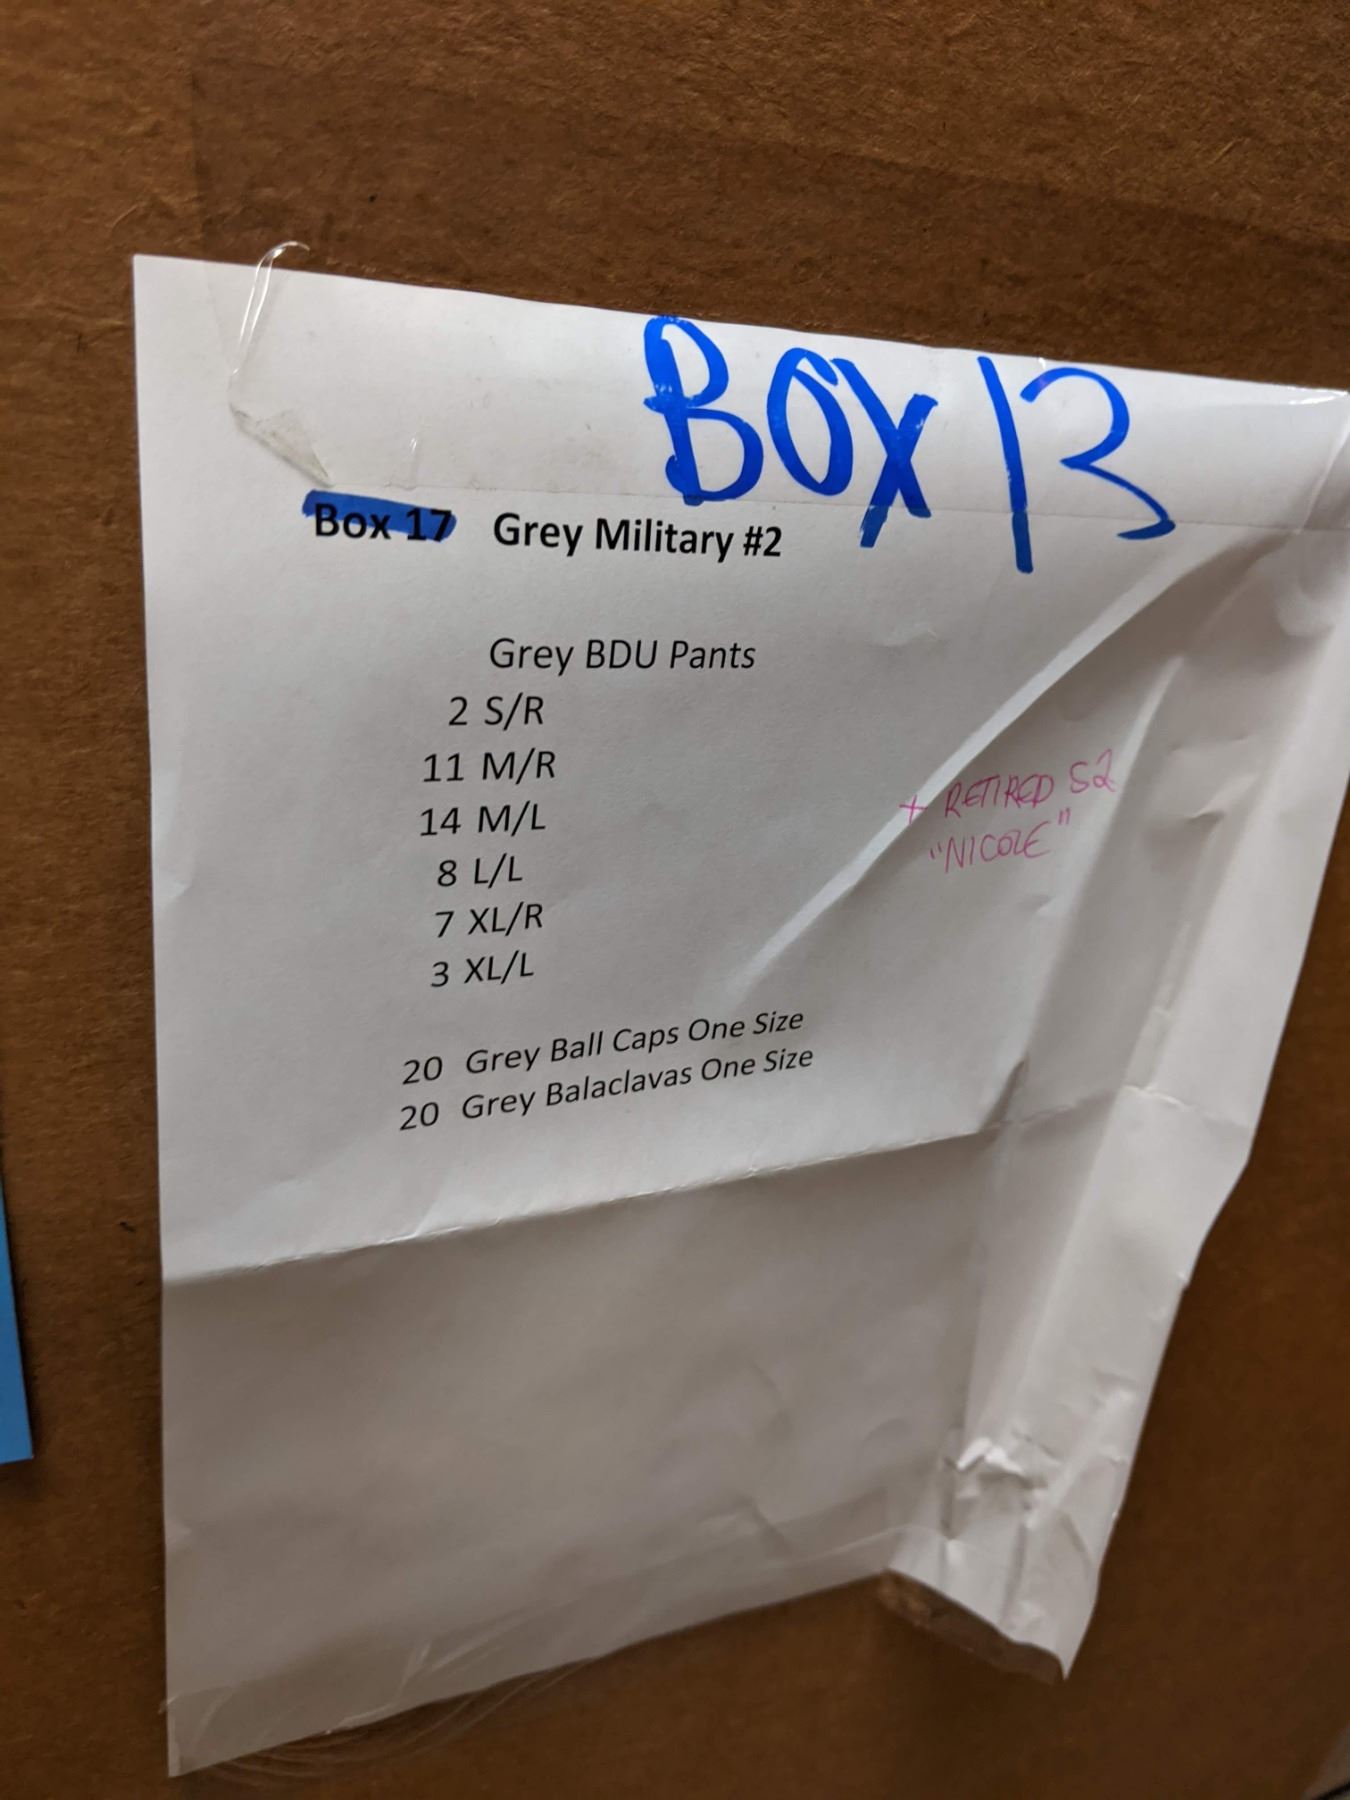 BOX 13
Box 17 Grey Military #2
Grey BDU Pants
2 S/R
11 M/R
14 M/L
8 L/L
7 XL/R
3 XL/L
+ RETIRED S2
"NICOLE"
20 Grey Ball Caps One Size
20 Grey Balaclavas One Size